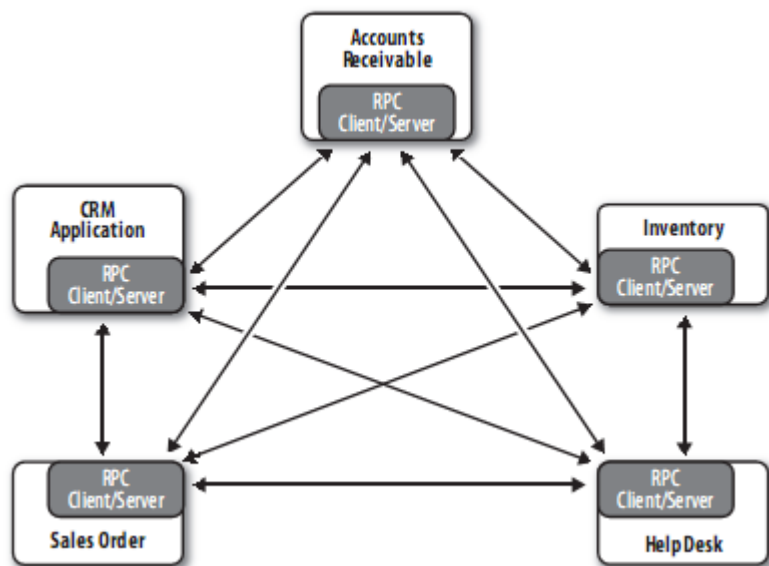 Accounts
Receivable
RPC
Client/Server
CRM
Application
RPC
Client/Server
Inventory
RPC
Client/Server
RPC
Client/Server
Sales Order
RPC
Client/Server
Help Desk